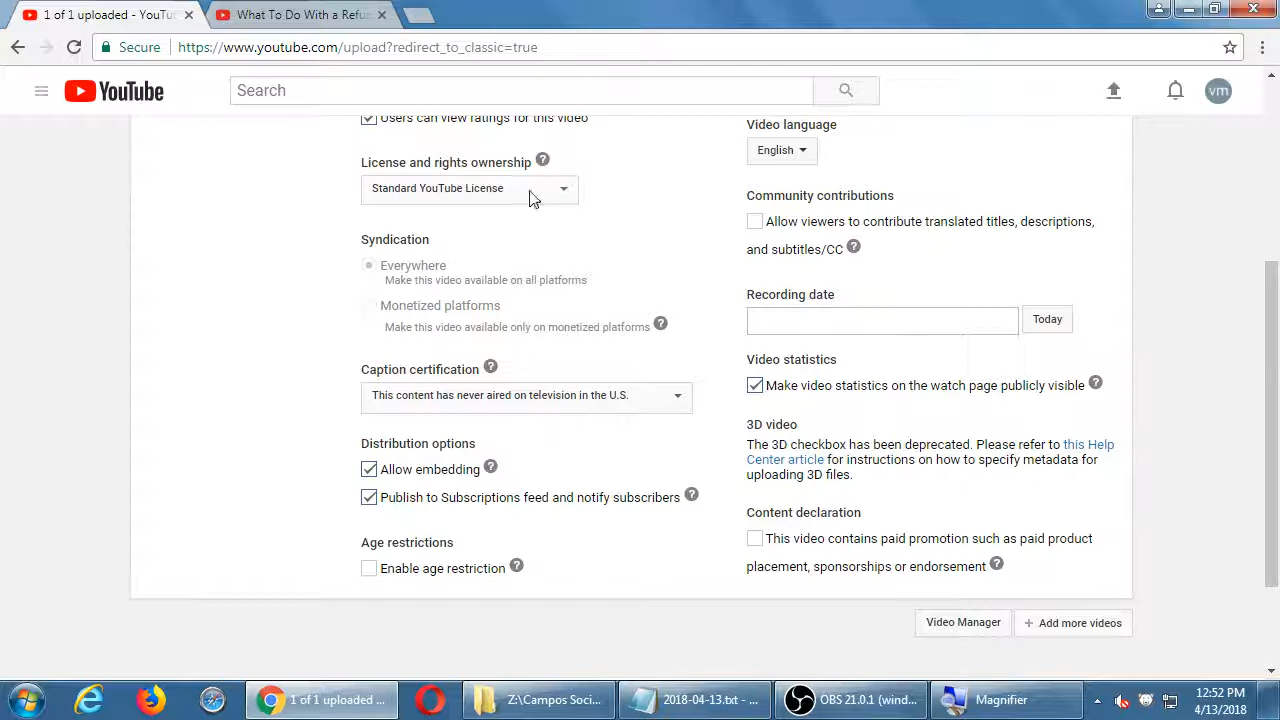 1 of 1 uploaded - YouTu
What To Do With a Refu
Secure
https://www.youtube.com/upload?redirect_to_classic=true
YouTube
Search
vm
Users can view ratings for this video
License and rights ownership ?
Standard YouTube License
Syndication
Everywhere
Make this video available on all platforms
Monetized platforms
Make this video available only on monetized platforms ?
Caption certification ?
This content has never aired on television in the U.S.
Distribution options
Allow embedding ?
Publish to Subscriptions feed and notify subscribers ?
Age restrictions
Enable age restriction ?
Video language
English
Community contributions
Allow viewers to contribute translated titles, descriptions,
and subtitles/CC ?
Recording date
Today
Video statistics
Make video statistics on the watch page publicly visible ?
3D video
The 3D checkbox has been deprecated. Please refer to this Help
Center article for instructions on how to specify metadata for
uploading 3D files.
Content declaration
This video contains paid promotion such as paid product
placement, sponsorships or endorsement ?
Video Manager
+ Add more videos
1 of 1 uploaded ...
Z:\Campos Soci...
2018-04-13.txt - ...
OBS 21.0.1 (wind...
Magnifier
12:52 PM
4/13/2018